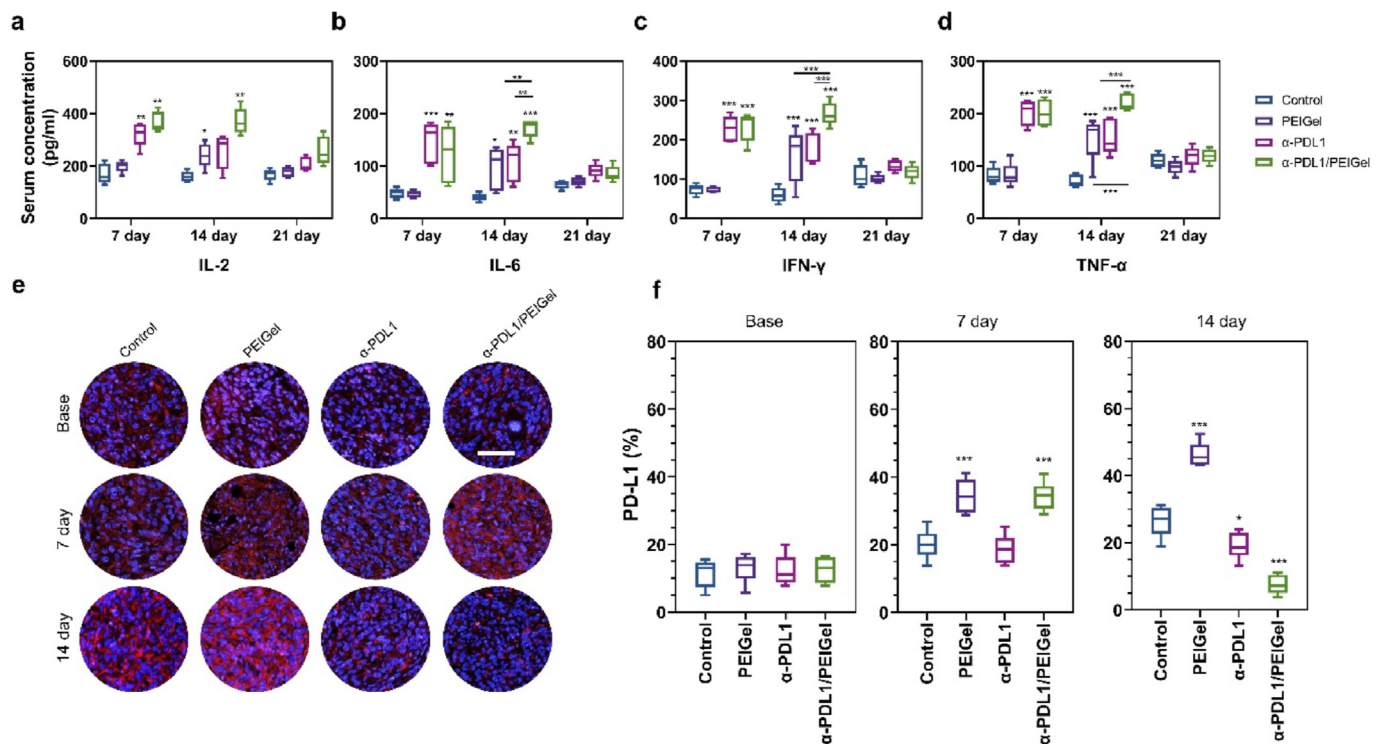 a
b
c
d
Serum concentration
(pg/ml)
600
400
200
0
** ** * **
7 day 14 day 21 day
IL-2
300
200
100
0
*** ** * ** *** ** **
7 day 14 day 21 day
IL-6
400
300
200
100
0
*** *** *** *** *** *** ***
7 day 14 day 21 day
IFN-γ
300
200
100
0
*** *** *** *** *** *** ***
7 day 14 day 21 day
TNF-α
Control
PEIGel
α-PDL1
α-PDL1/PEIGel
e
Control PEIGel α-PDL1 α-PDL1/PEIGel
Base
7 day
14 day
f
PD-L1 (%)
Base
80
60
40
20
0
Control PEIGel α-PDL1 α-PDL1/PEIGel
7 day
80
60
40
20
0
*** ***
Control PEIGel α-PDL1 α-PDL1/PEIGel
14 day
80
60
40
20
0
*** * ***
Control PEIGel α-PDL1 α-PDL1/PEIGel